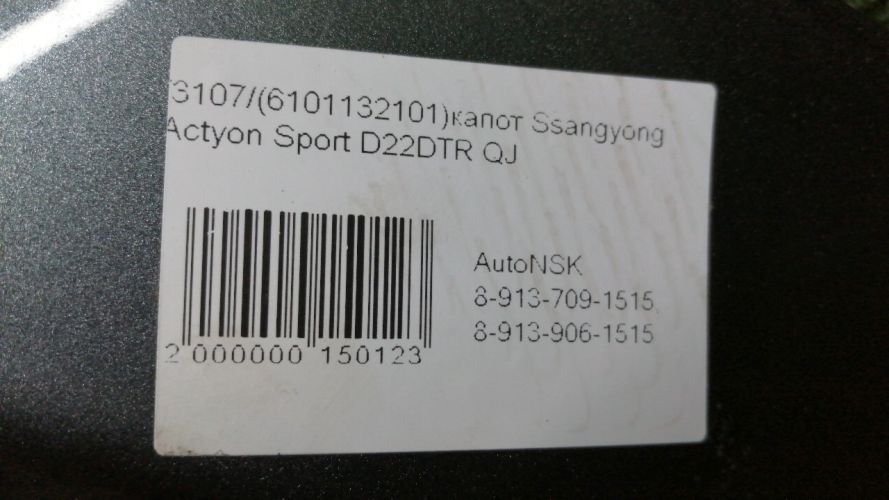 3107/(6101132101)капот Ssangyong
Actyon Sport D22DTR QJ
AutoNSK
8-913-709-1515
8-913-906-1515
2 000000 150123